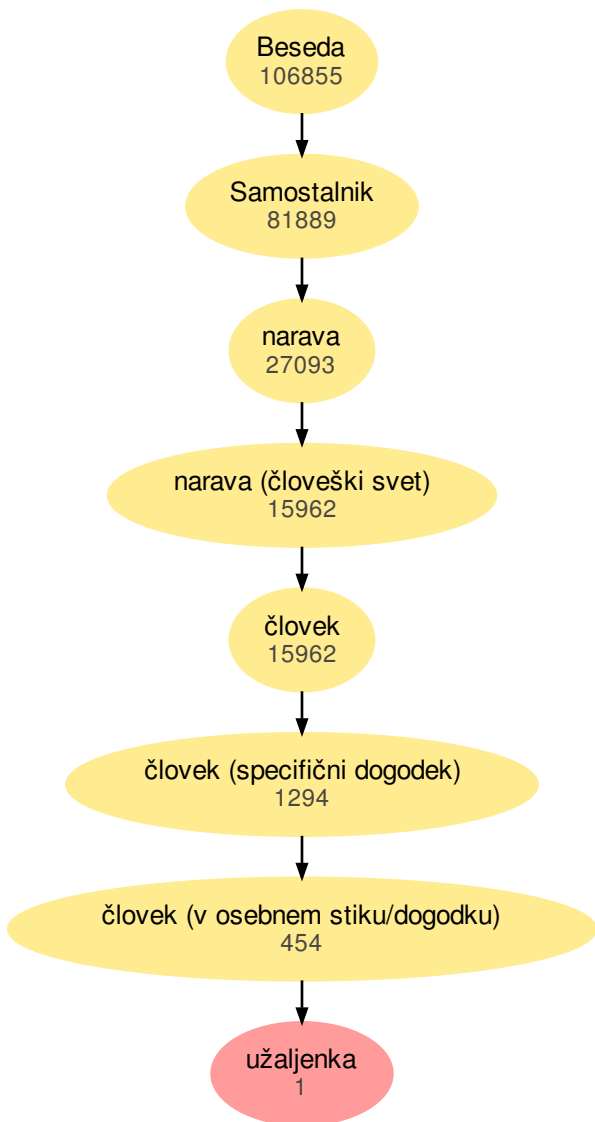 Beseda
106855
Samostalnik
81889
narava
27093
narava (človeški svet)
15962
človek
15962
človek (specifični dogodek)
1294
človek (v osebnem stiku/dogodku)
454
užaljenka
1